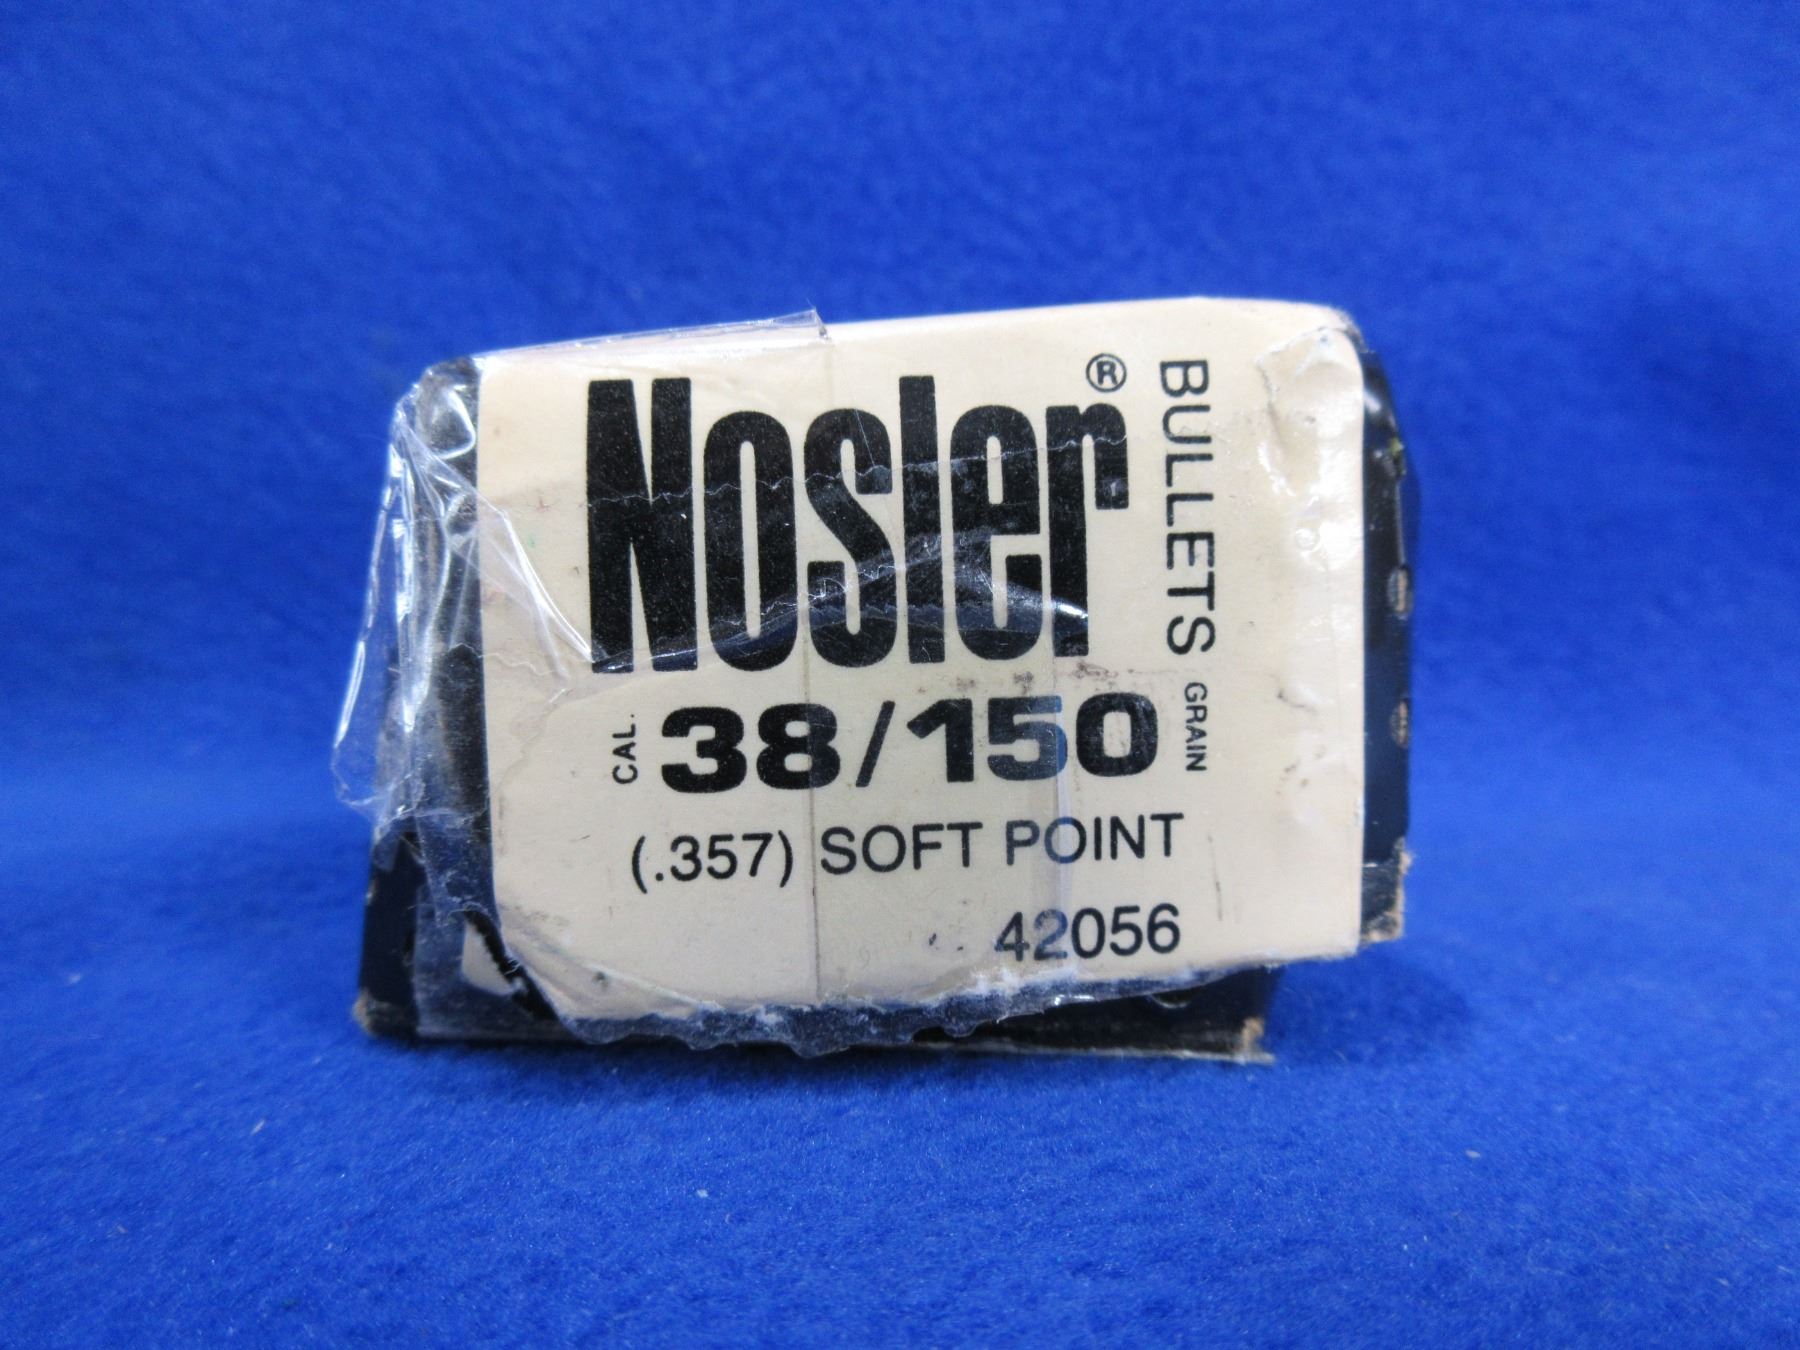 Nosler® BULLETS
CAL. 38/150 GRAIN
(.357) SOFT POINT
42056